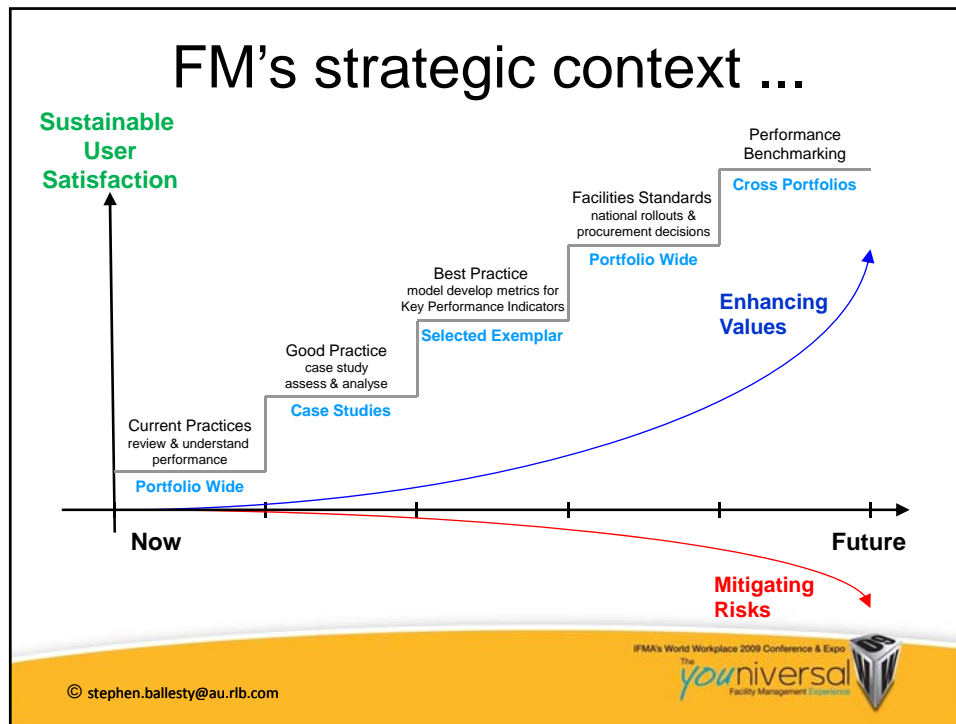 FM's strategic context ...
Sustainable
User
Satisfaction
Performance
Benchmarking
Cross Portfolios
Facilities Standards
national rollouts &
procurement decisions
Portfolio Wide
Best Practice
model develop metrics for
Key Performance Indicators
Selected Exemplar
Enhancing
Values
Good Practice
case study
assess & analyse
Case Studies
Current Practices
review & understand
performance
Portfolio Wide
Now
Future
Mitigating
Risks
IFMA's World Workplace 2009 Conference & Expo
The
youniversal
Facility Management Experience
09
© stephen.ballesty@au.rlb.com